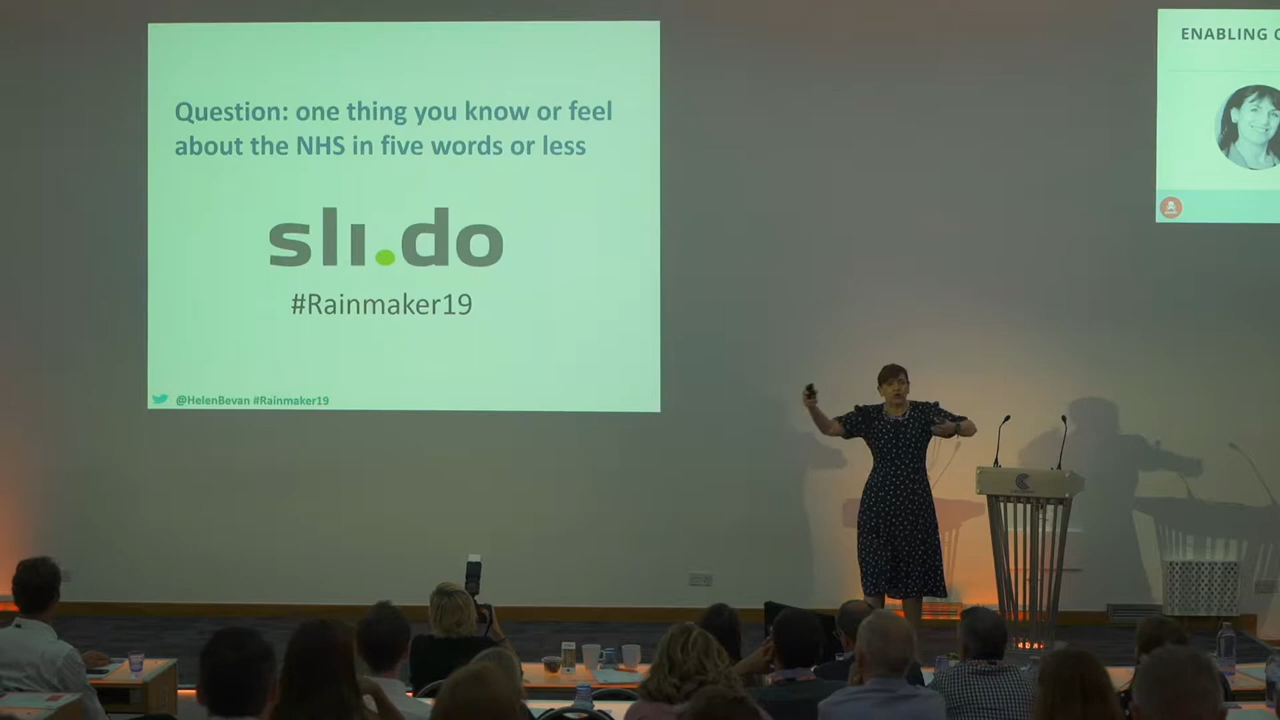 Question: one thing you know or feel
about the NHS in five words or less
slı.do
#Rainmaker19
@HelenBevan #Rainmaker19
ENABLING